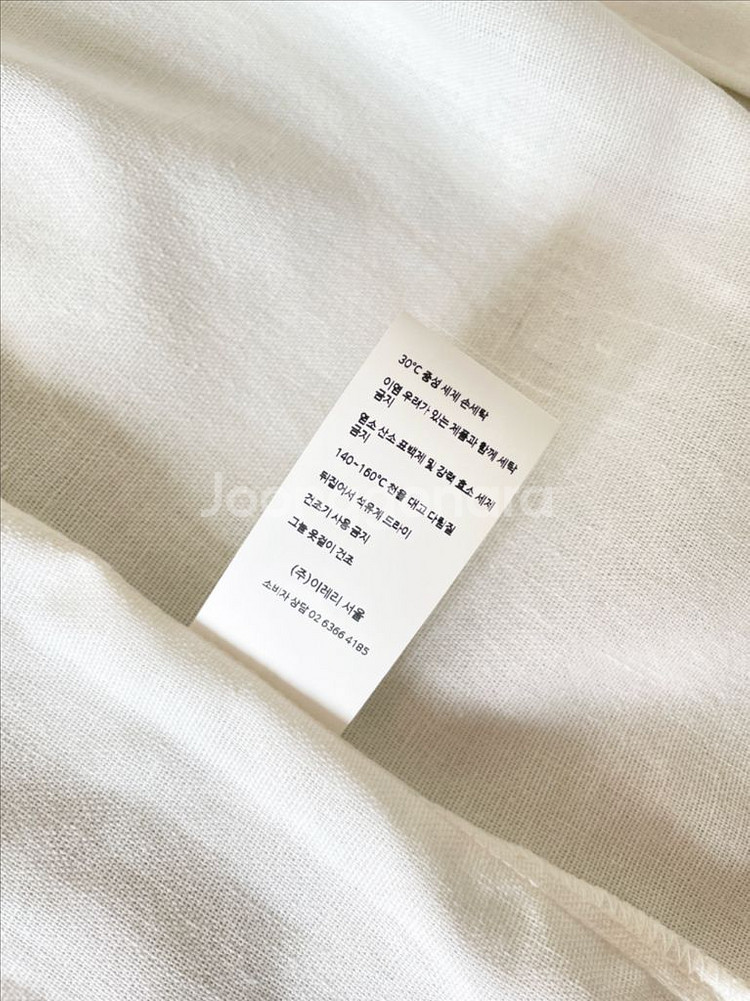 30°C 중성 세제 손세탁
이염 우려가 있는 제품과 함께 세탁
금지
염소 산소 표백제 및 강력 효소 세제
금지
140~160°C 천을 대고 다림질
뒤집어서 석유계 드라이
건조기 사용 금지
그늘 옷걸이 건조
(주)이레리 서울
소비자 상담 02 6366 4185
Joongonara